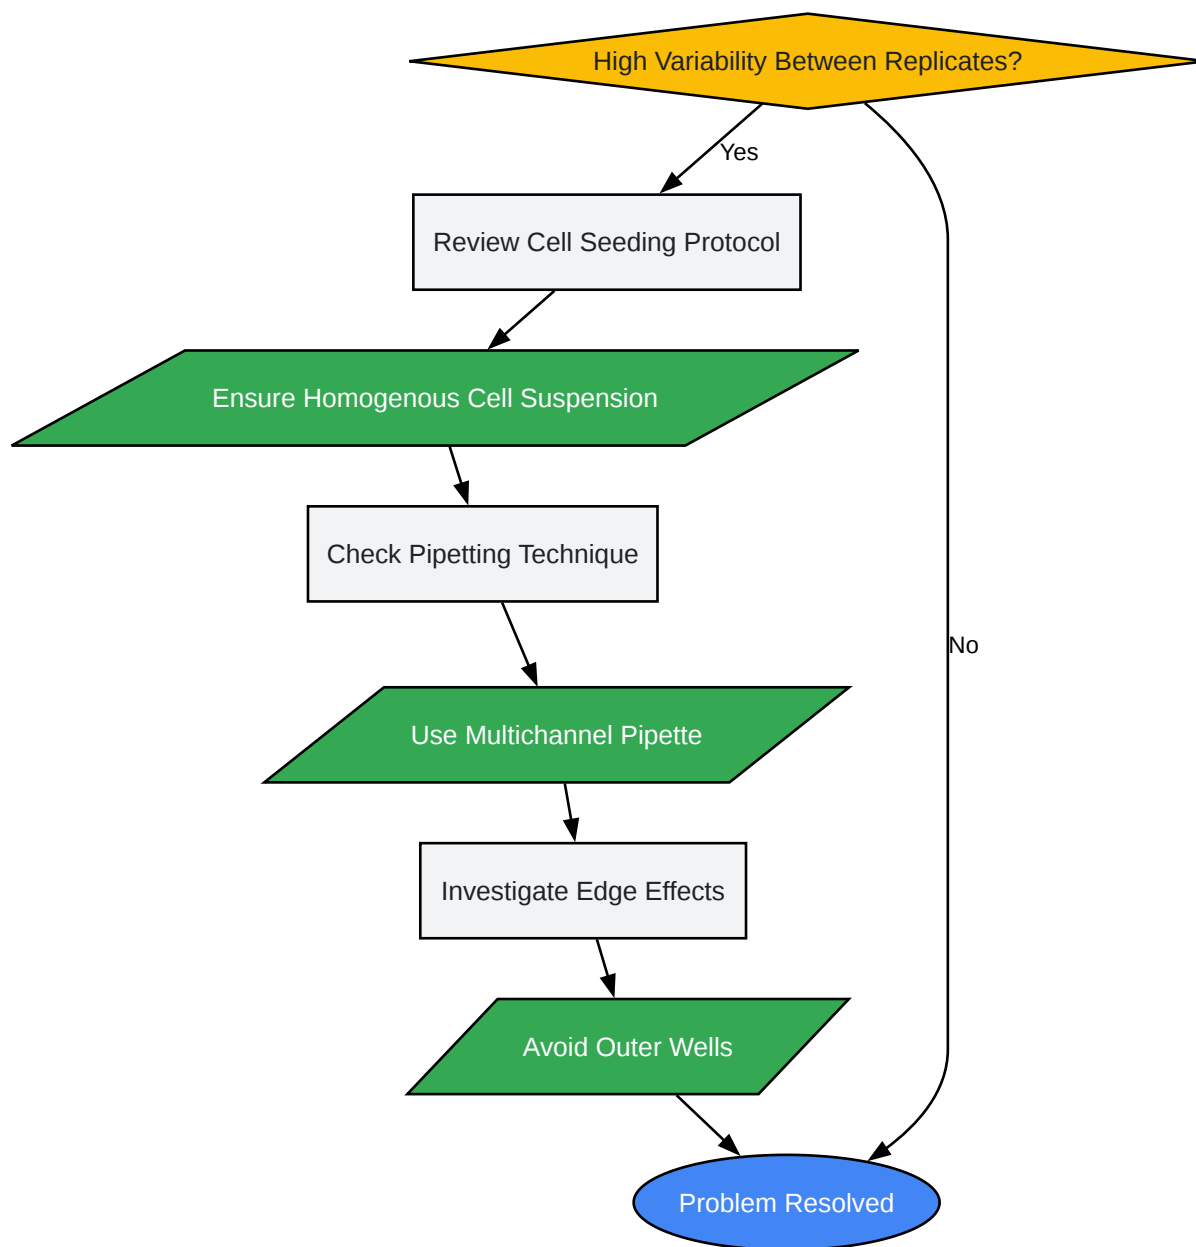 High Variability Between Replicates?
Yes
Review Cell Seeding Protocol
Ensure Homogenous Cell Suspension
Check Pipetting Technique
No
Use Multichannel Pipette
Investigate Edge Effects
Avoid Outer Wells
Problem Resolved